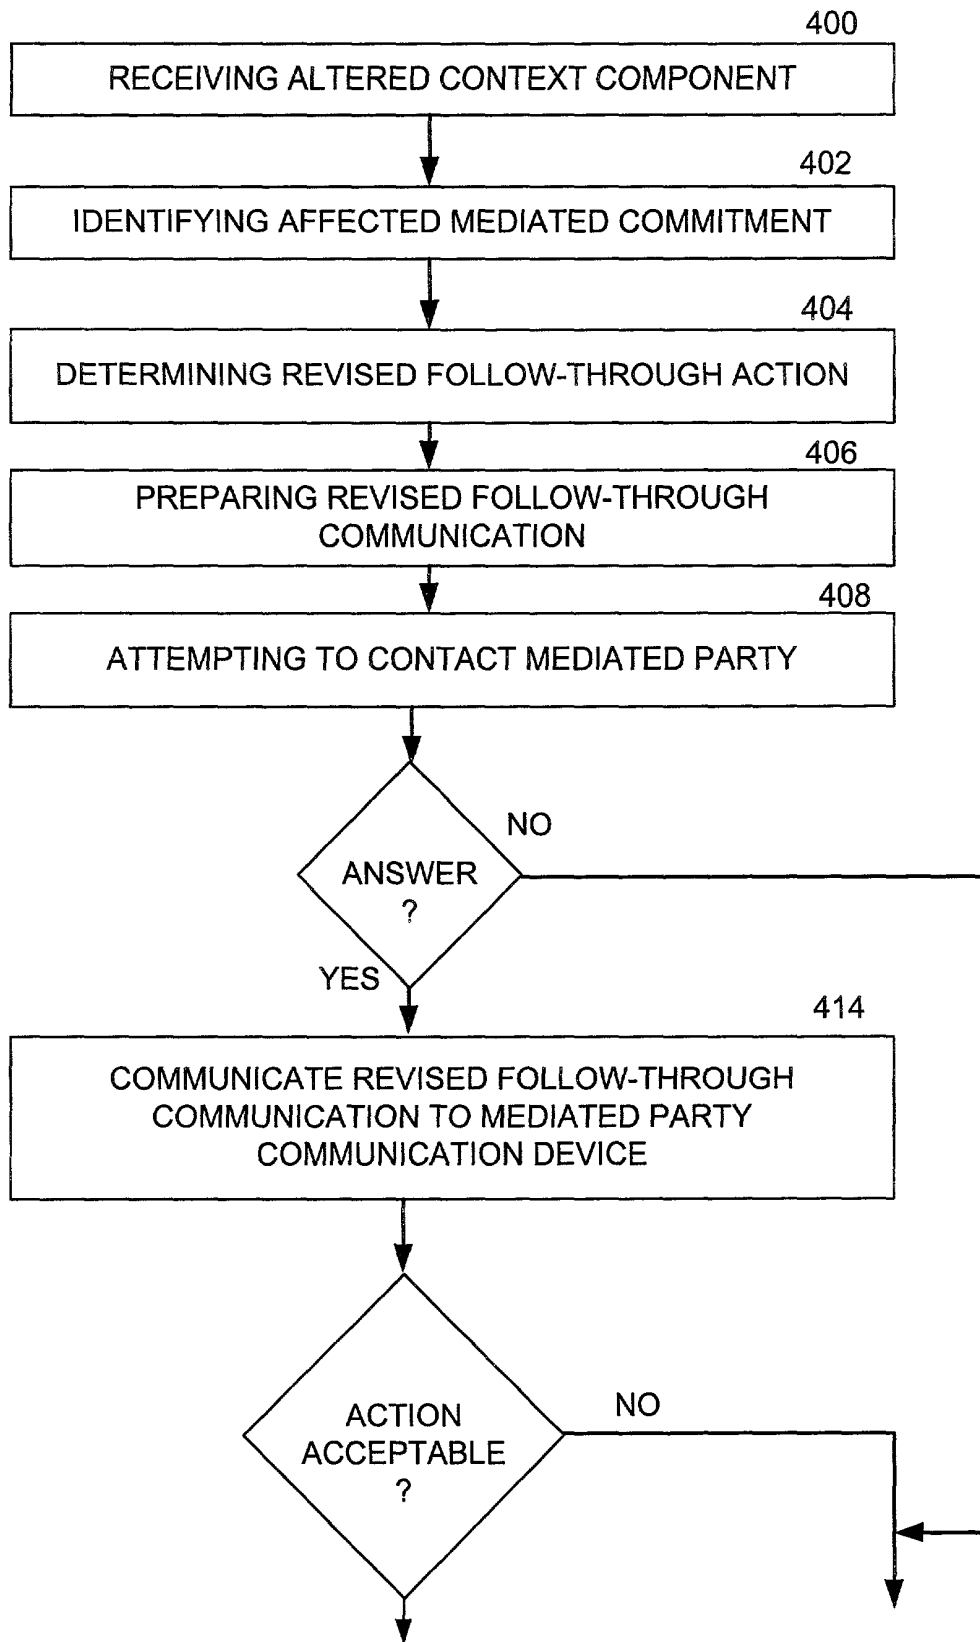 400
RECEIVING ALTERED CONTEXT COMPONENT
402
IDENTIFYING AFFECTED MEDIATED COMMITMENT
404
DETERMINING REVISED FOLLOW-THROUGH ACTION
406
PREPARING REVISED FOLLOW-THROUGH
COMMUNICATION
408
ATTEMPTING TO CONTACT MEDIATED PARTY
NO
ANSWER
?
YES
414
COMMUNICATE REVISED FOLLOW-THROUGH
COMMUNICATION TO MEDIATED PARTY
COMMUNICATION DEVICE
NO
ACTION
ACCEPTABLE
?